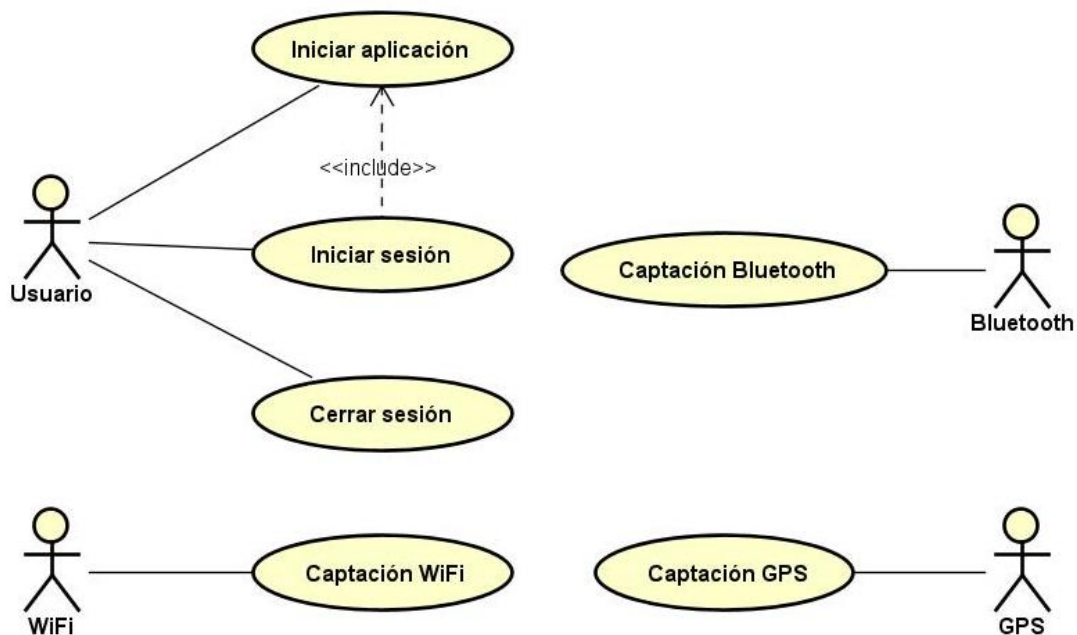 Iniciar aplicación
<<include>>
Iniciar sesión
Usuario
Captación Bluetooth
Bluetooth
Cerrar sesión
Captación WiFi
WiFi
Captación GPS
GPS